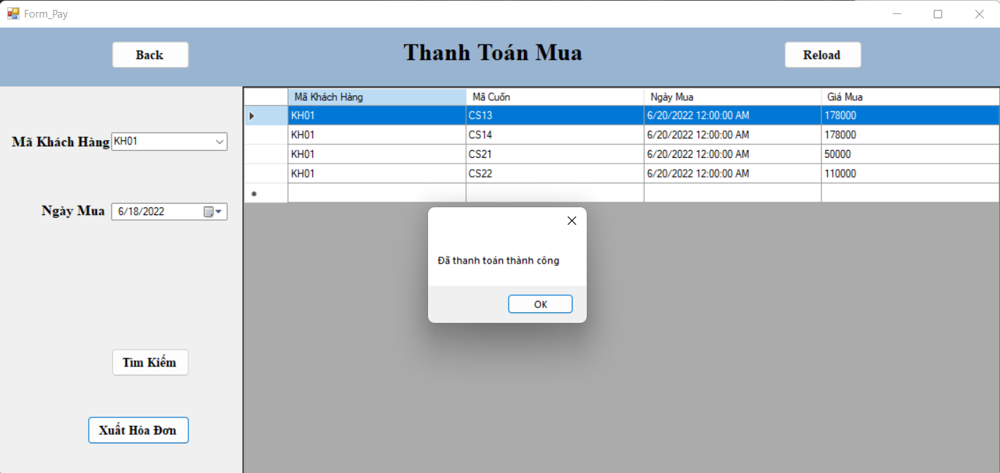 Form_Pay
Back
Thanh Toán Mua
Reload
Mã Khách Hàng KH01
Ngày Mua 6/18/2022
Tìm Kiếm
Xuất Hóa Đơn
Mã Khách Hàng Mã Cuốn Ngày Mua Giá Mua
KH01 CS13 6/20/2022 12:00:00 AM 178000
KH01 CS14 6/20/2022 12:00:00 AM 178000
KH01 CS21 6/20/2022 12:00:00 AM 50000
KH01 CS22 6/20/2022 12:00:00 AM 110000
Đã thanh toán thành công
OK